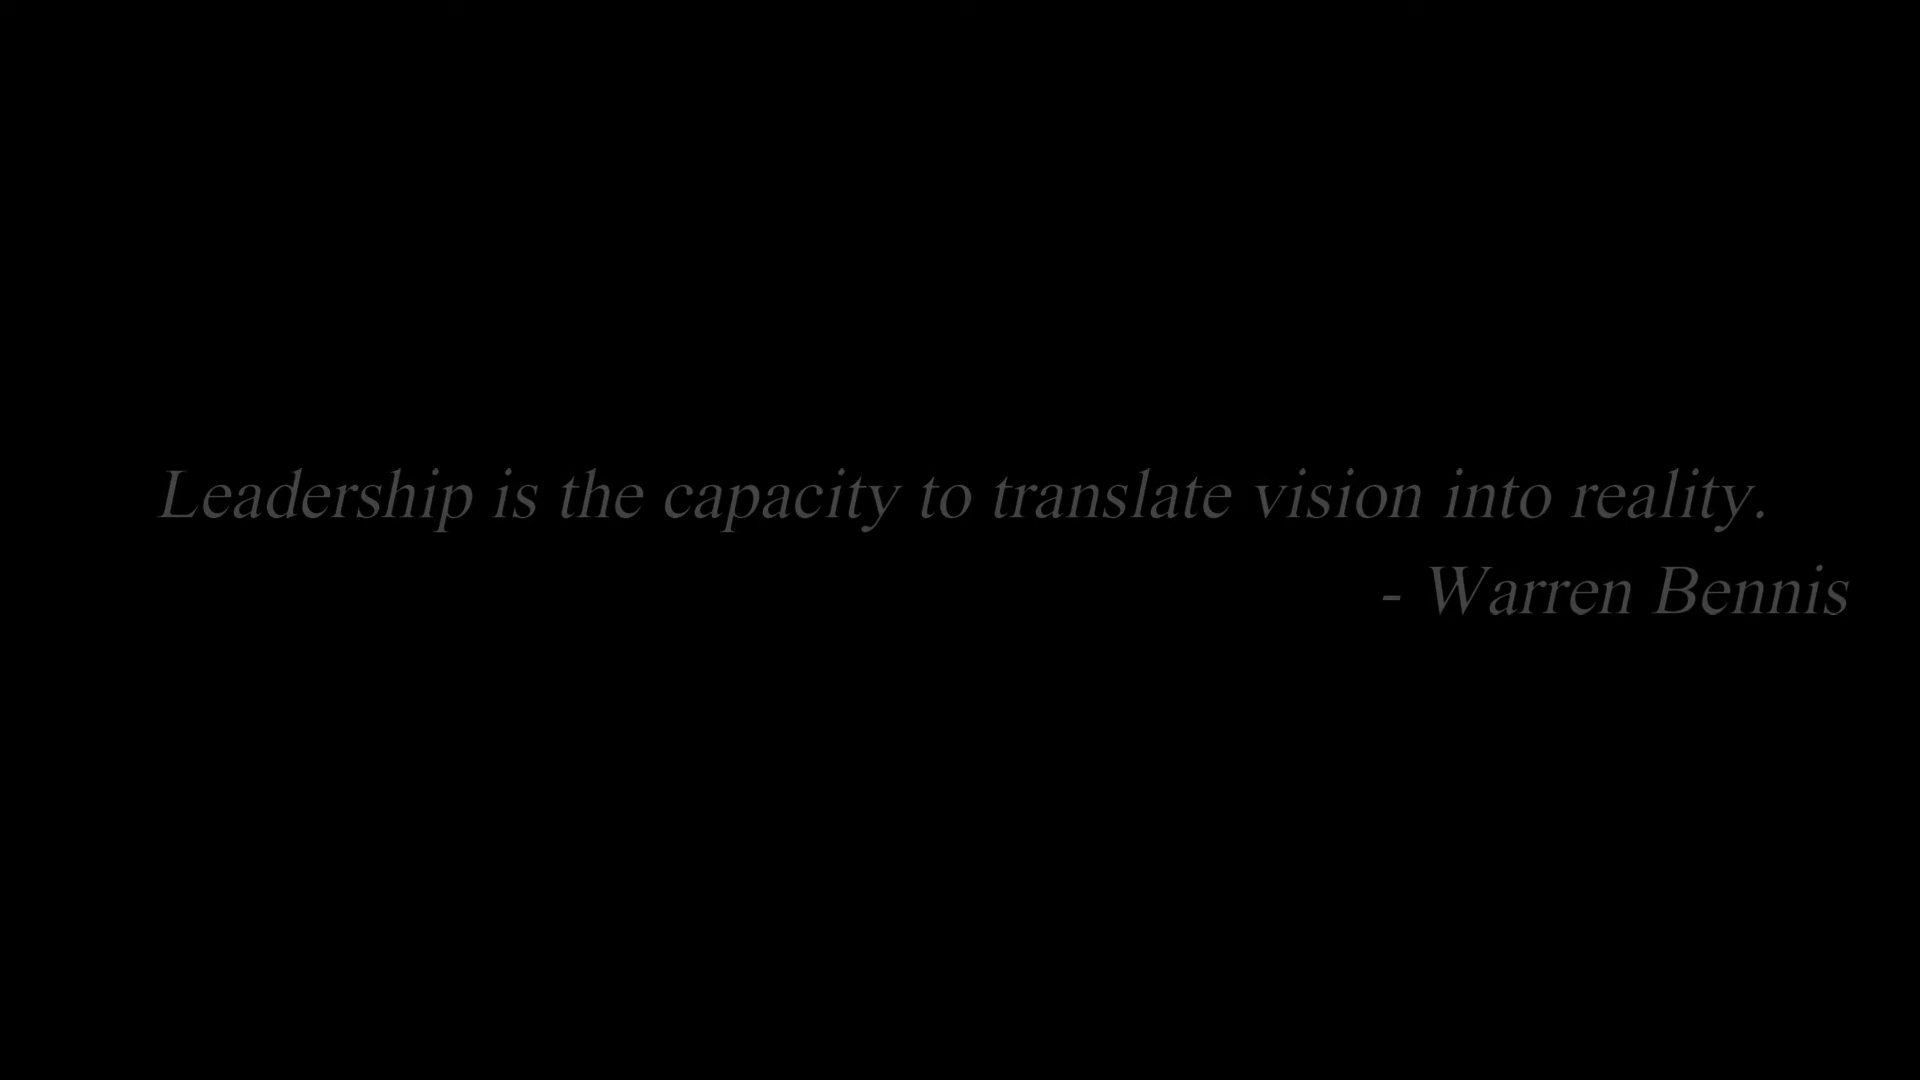 Leadership is the capacity to translate vision into reality.
- Warren Bennis